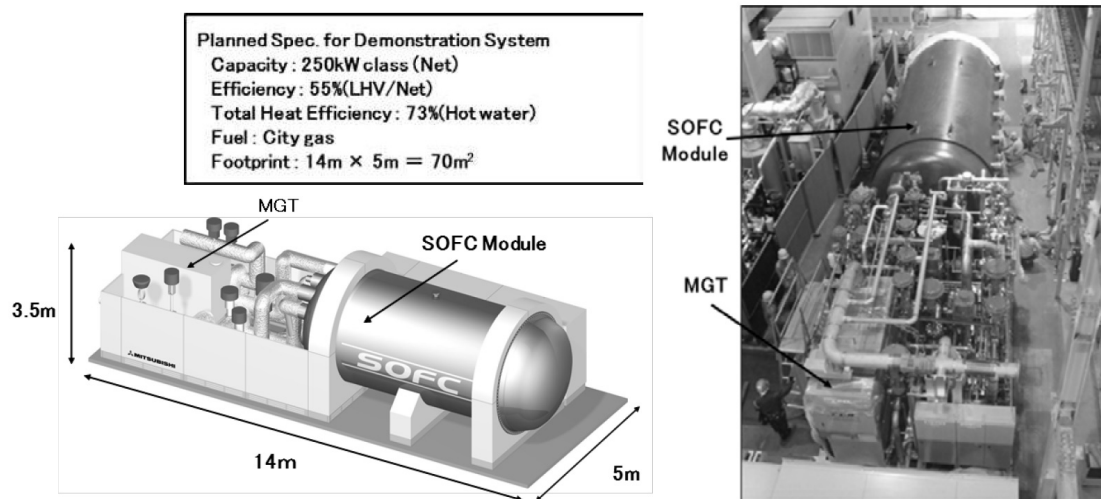 Planned Spec. for Demonstration System
Capacity : 250kW class (Net)
Efficiency : 55%(LHV/Net)
Total Heat Efficiency : 73%(Hot water)
Fuel : City gas
Footprint : 14m × 5m = 70m²
MGT
SOFC Module
3.5m
MITSUBISHI
SOFC
14m
5m
SOFC
Module
MGT